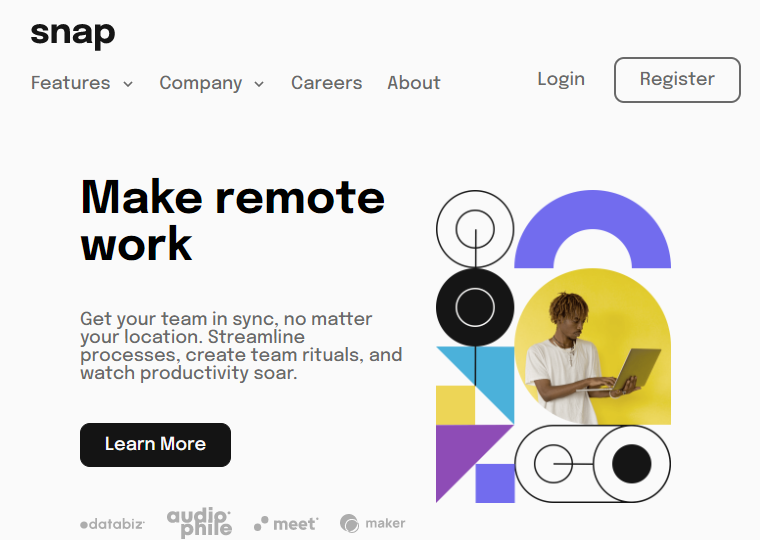 snap
Features Company Careers About Login Register
Make remote
work
Get your team in sync, no matter
your location. Streamline
processes, create team rituals, and
watch productivity soar.
Learn More
databiz audiophile meet maker